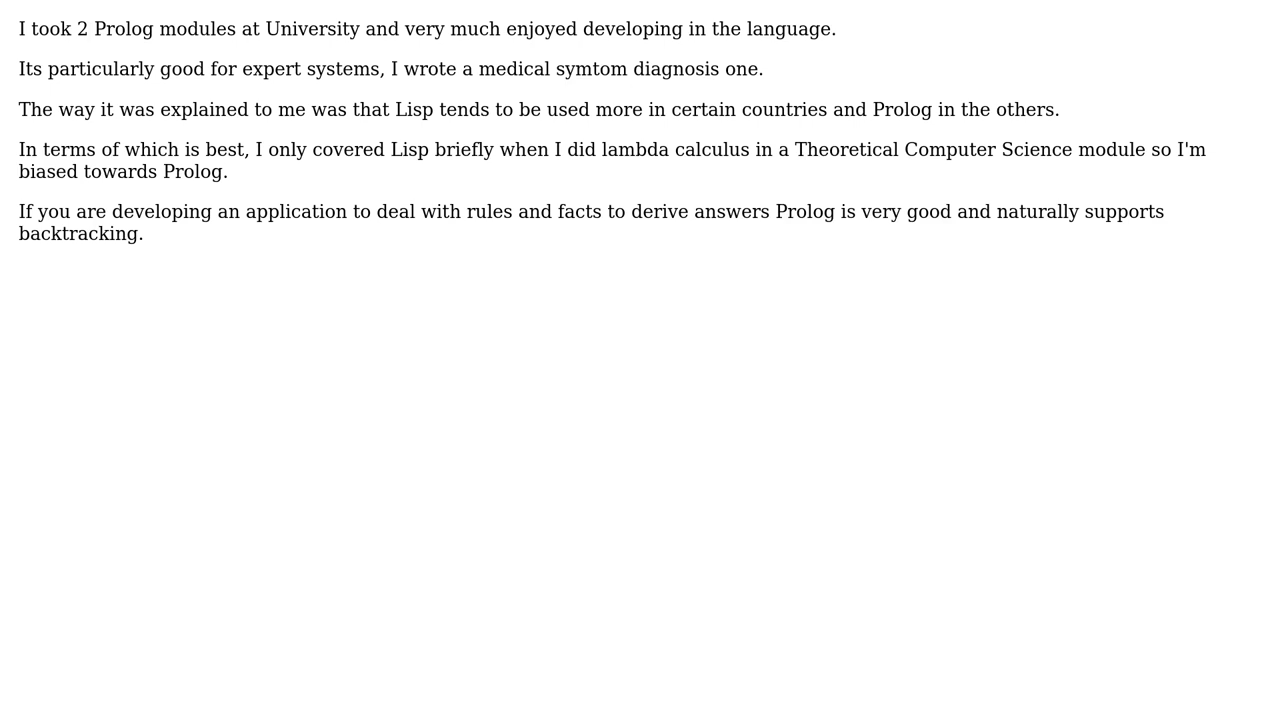 I took 2 Prolog modules at University and very much enjoyed developing in the language.
Its particularly good for expert systems, I wrote a medical symtom diagnosis one.
The way it was explained to me was that Lisp tends to be used more in certain countries and Prolog in the others.
In terms of which is best, I only covered Lisp briefly when I did lambda calculus in a Theoretical Computer Science module so I'm
biased towards Prolog.
If you are developing an application to deal with rules and facts to derive answers Prolog is very good and naturally supports
backtracking.